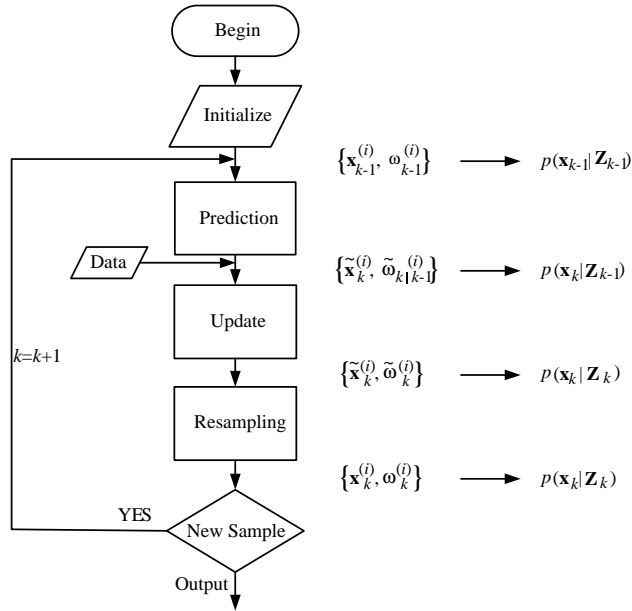 Begin
Initialize
{x_{k-1}^{(i)}, ω_{k-1}^{(i)}} → p(x_{k-1}|Z_{k-1})
Prediction
Data
{x̃_k^{(i)}, ω̃_{k|k-1}^{(i)}} → p(x_k|Z_{k-1})
Update
k=k+1
{x̃_k^{(i)}, ω̃_k^{(i)}} → p(x_k|Z_k)
Resampling
{x_k^{(i)}, ω_k^{(i)}} → p(x_k|Z_k)
YES
New Sample
Output